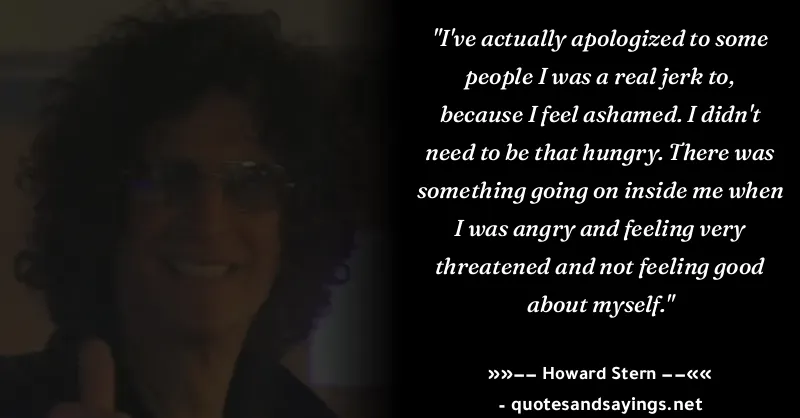 "I've actually apologized to some
people I was a real jerk to,
because I feel ashamed. I didn't
need to be that hungry. There was
something going on inside me when
I was angry and feeling very
threatened and not feeling good
about myself."
»»–– Howard Stern ––««
- quotesandsayings.net